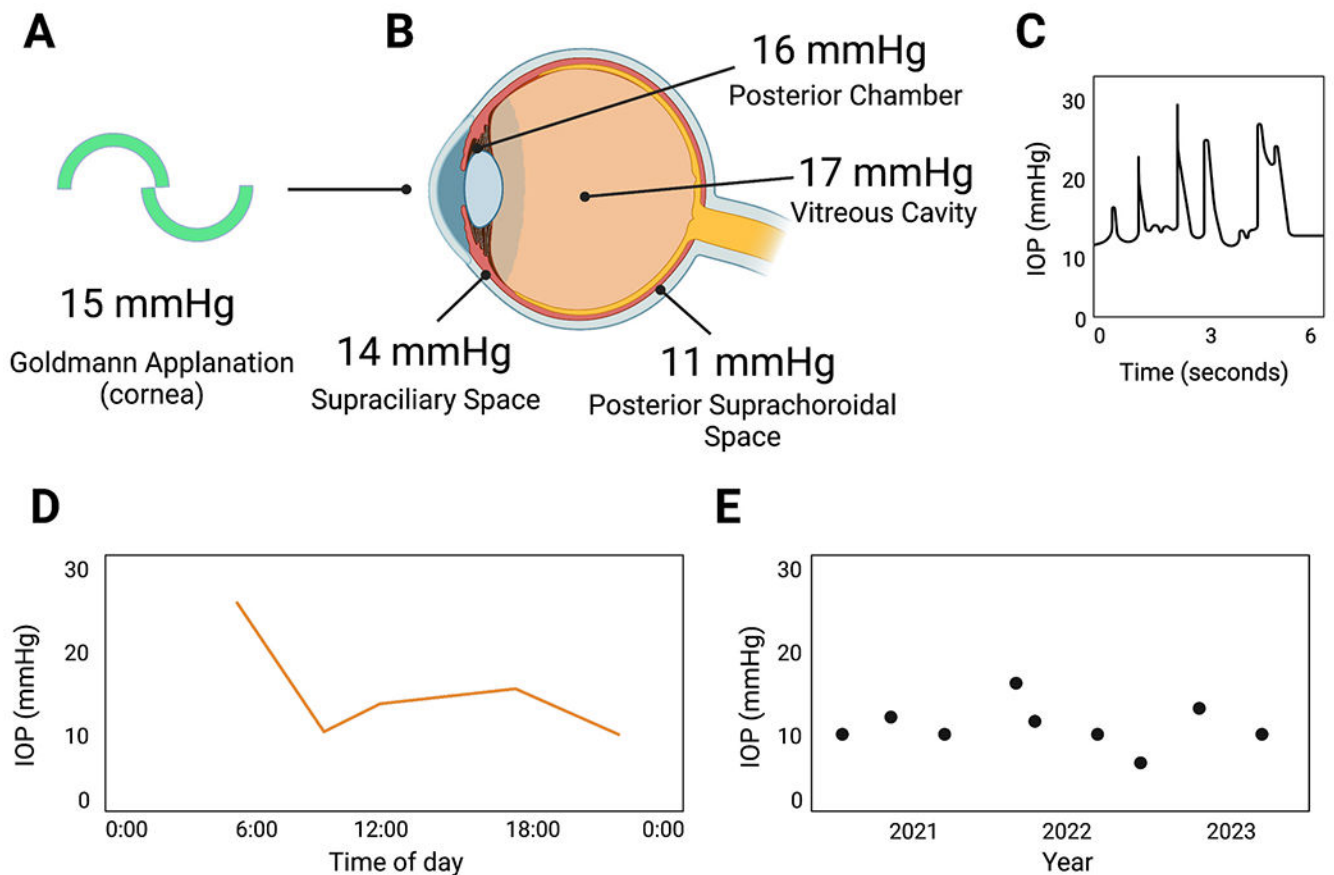 A
15 mmHg
Goldmann Applanation
(cornea)
B
16 mmHg
Posterior Chamber
17 mmHg
Vitreous Cavity
14 mmHg
Supraciliary Space
11 mmHg
Posterior Suprachoroidal
Space
C
IOP (mmHg)
30
20
10
0
0 3 6
Time (seconds)
D
IOP (mmHg)
30
20
10
0
0:00 6:00 12:00 18:00 0:00
Time of day
E
IOP (mmHg)
30
20
10
0
2021 2022 2023
Year